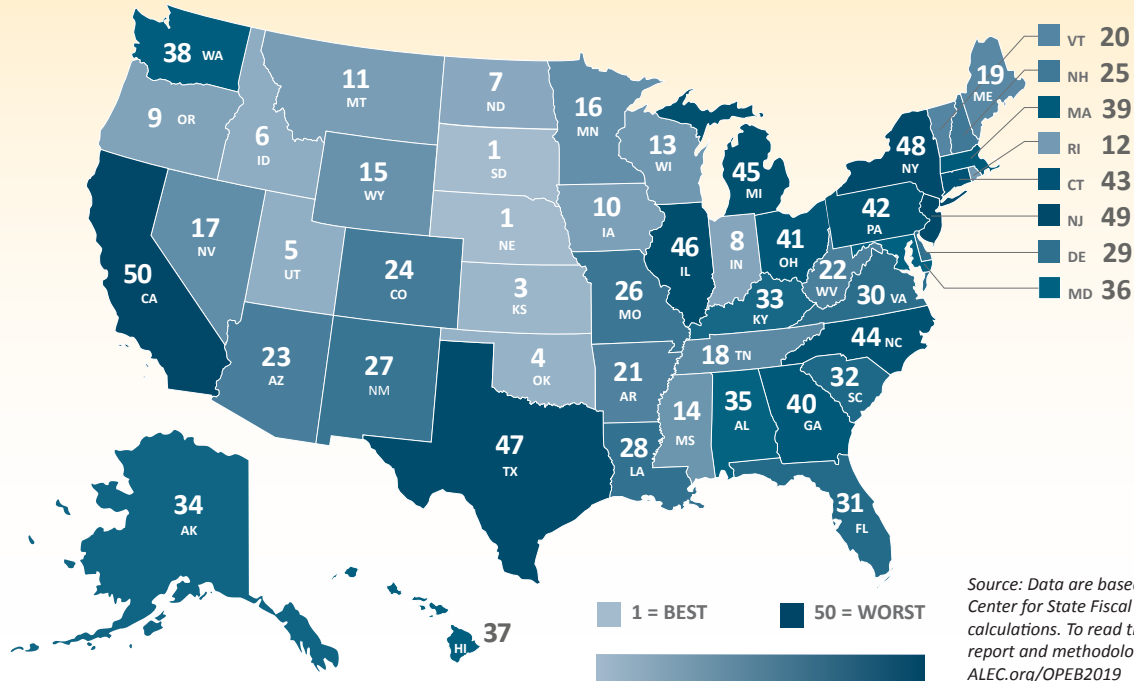 38 WA
9 OR
50 CA
17 NV
6 ID
11 MT
15 WY
5 UT
24 CO
23 AZ
27 NM
7 ND
1 SD
1 NE
3 KS
4 OK
47 TX
16 MN
10 IA
26 MO
21 AR
28 LA
13 WI
46 IL
45 MI
8 IN
41 OH
33 KY
18 TN
14 MS
35 AL
40 GA
31 FL
32 SC
44 NC
30 VA
22 WV
42 PA
48 NY
19 ME
VT 20
NH 25
MA 39
RI 12
CT 43
NJ 49
DE 29
MD 36
34 AK
HI 37
1 = BEST
50 = WORST
Source: Data are based
Center for State Fiscal
calculations. To read t
report and methodolo
ALEC.org/OPEB2019